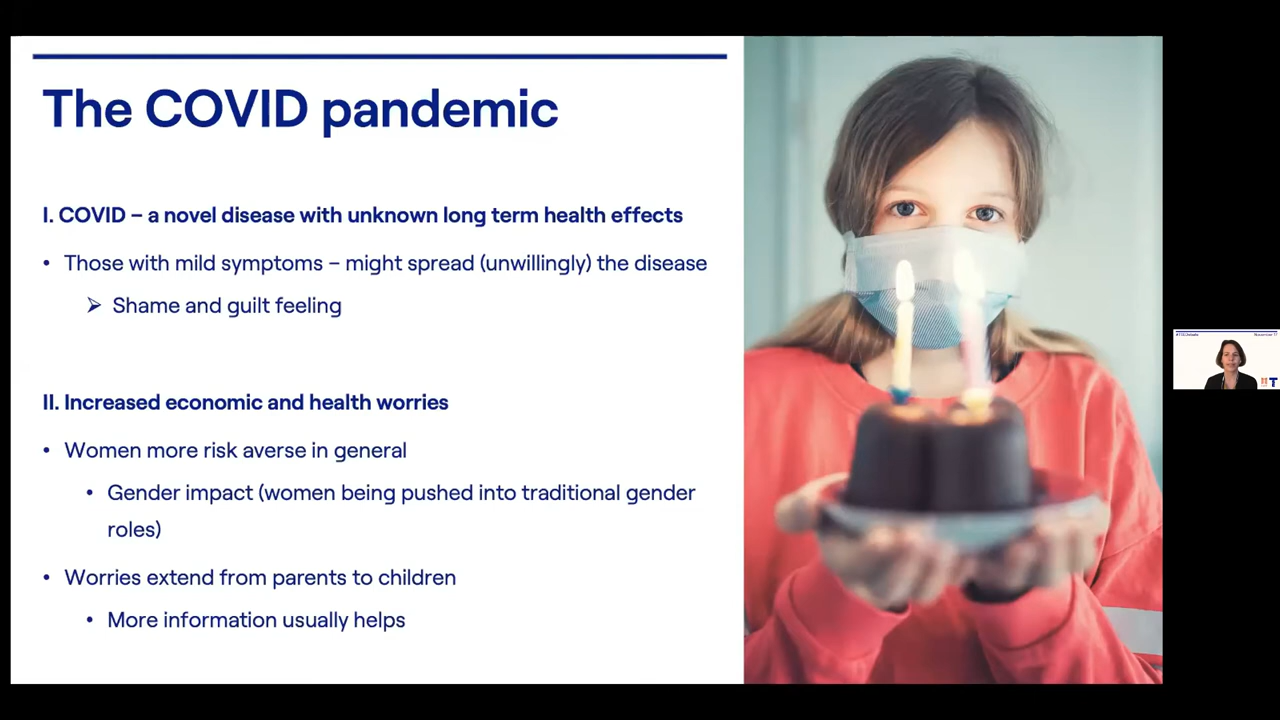 The COVID pandemic
I. COVID – a novel disease with unknown long term health effects
• Those with mild symptoms – might spread (unwillingly) the disease
➢ Shame and guilt feeling
II. Increased economic and health worries
• Women more risk averse in general
• Gender impact (women being pushed into traditional gender
roles)
• Worries extend from parents to children
• More information usually helps